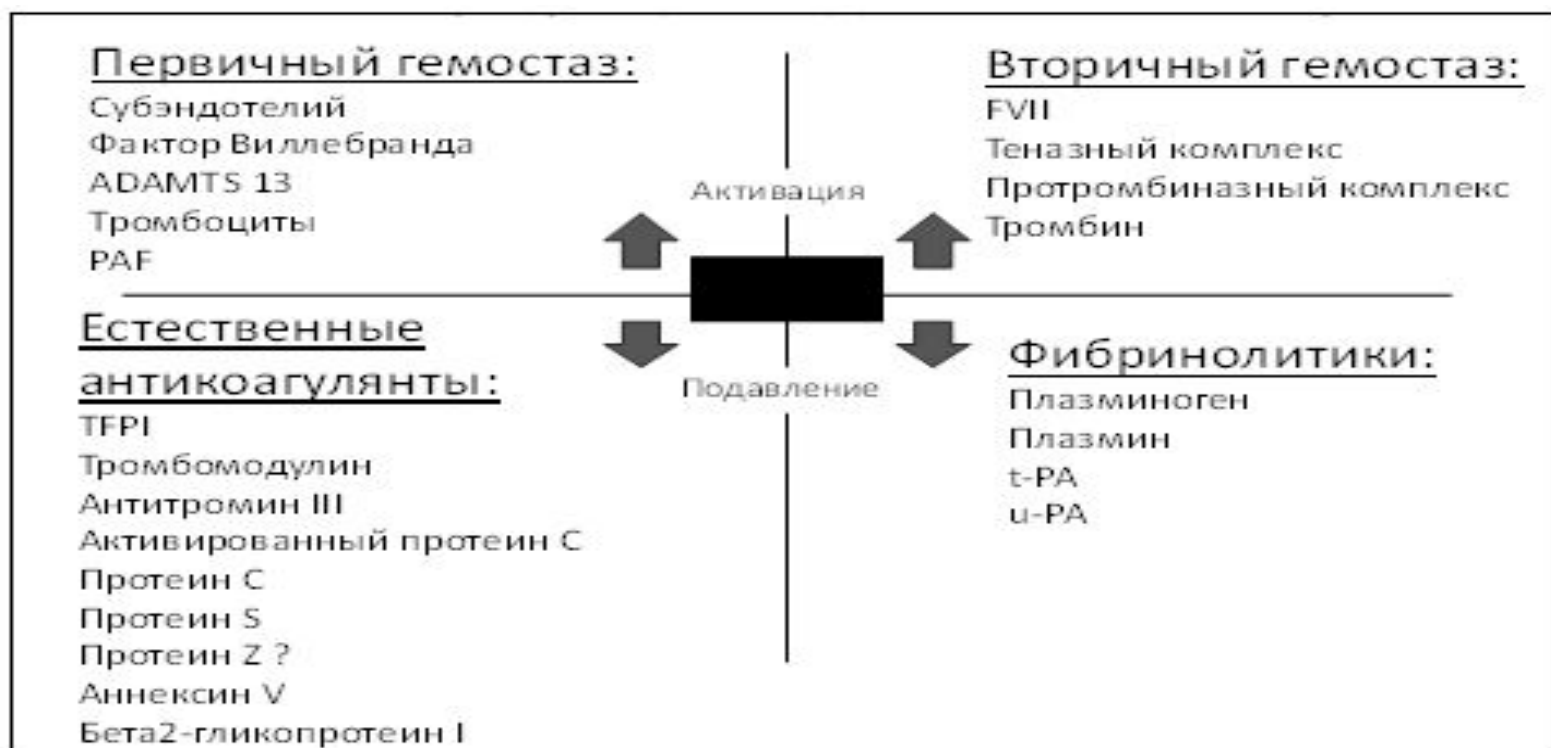 Первичный гемостаз:
Субэндотелий
Фактор Виллебранда
ADAMTS 13
Тромбоциты
PAF
Вторичный гемостаз:
FVII
Теназный комплекс
Протромбиназный комплекс
Тромбин
Активация
Подавление
Естественные
антикоагулянты:
TFPI
Тромбомодулин
Антитромин III
Активированный протеин С
Протеин С
Протеин S
Протеин Z ?
Аннексин V
Бета2-гликопротеин I
Фибринолитики:
Плазминоген
Плазмин
t-PA
u-PA